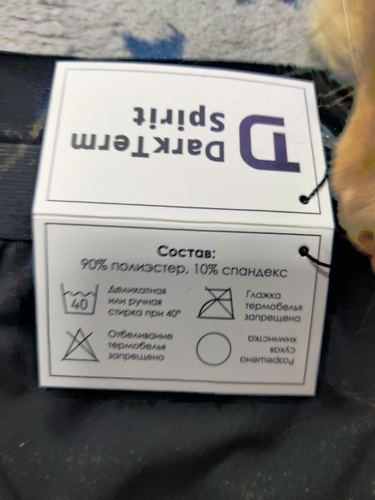 DarkTerm
Spirit
Состав:
90% полиэстер, 10% спандекс
40
Деликатная
или ручная
стирка при 40°
Глажка
термобелья
запрещена
Отбеливание
термобелья
запрещено
Разрешена
сухая
химчистка